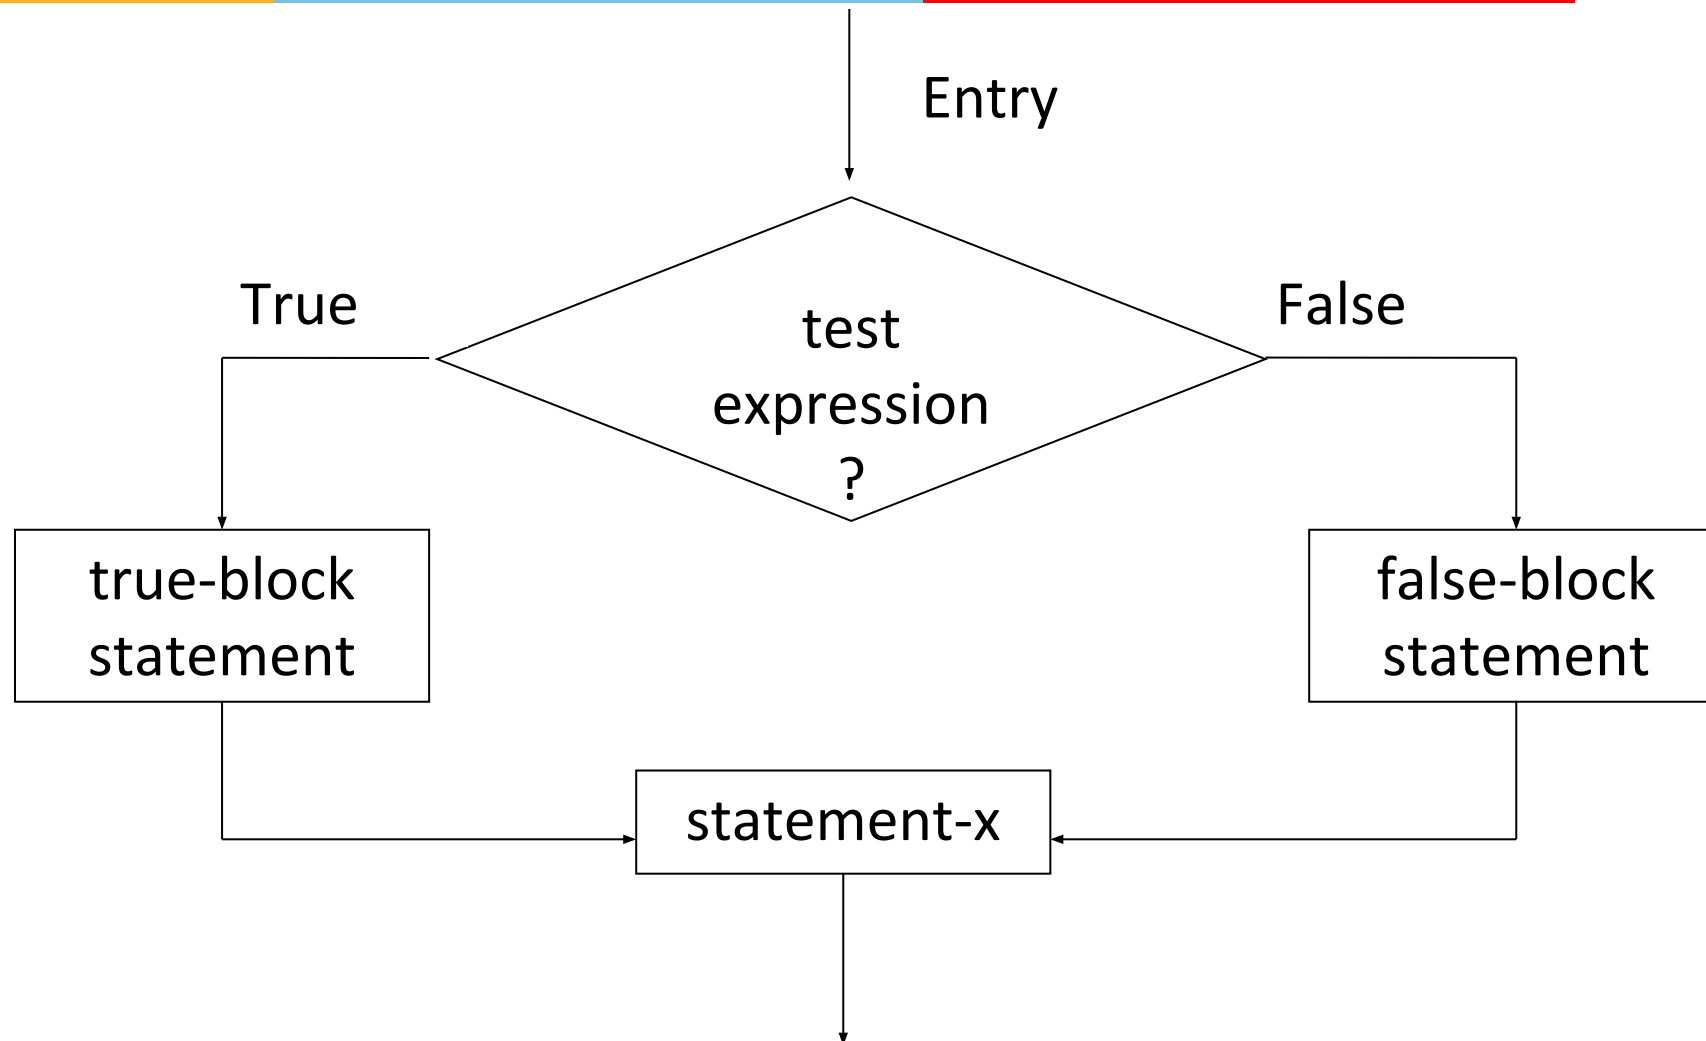 Entry
True
False
test
expression
?
true-block
statement
false-block
statement
statement-x